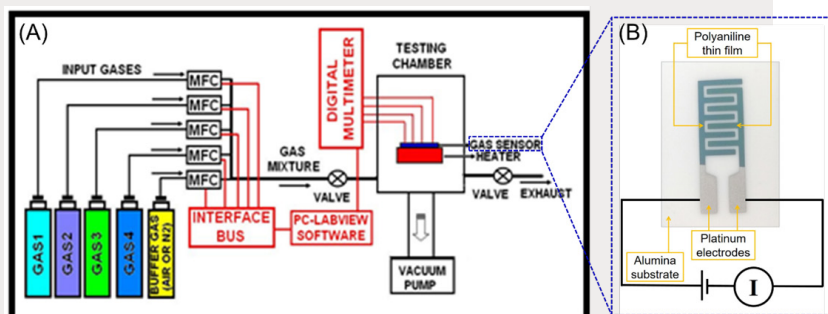 (A)
INPUT GASES
MFC
MFC
MFC
MFC
MFC
GAS1
GAS2
GAS3
GAS4
BUFFER GAS
(AIR OR N2)
INTERFACE
BUS
PC-LABVIEW
SOFTWARE
DIGITAL
MULTIMETER
GAS
MIXTURE
VALVE
TESTING
CHAMBER
GAS SENSOR
HEATER
VALVE
EXHAUST
VACUUM
PUMP
(B)
Polyaniline
thin film
Alumina
substrate
Platinum
electrodes
I